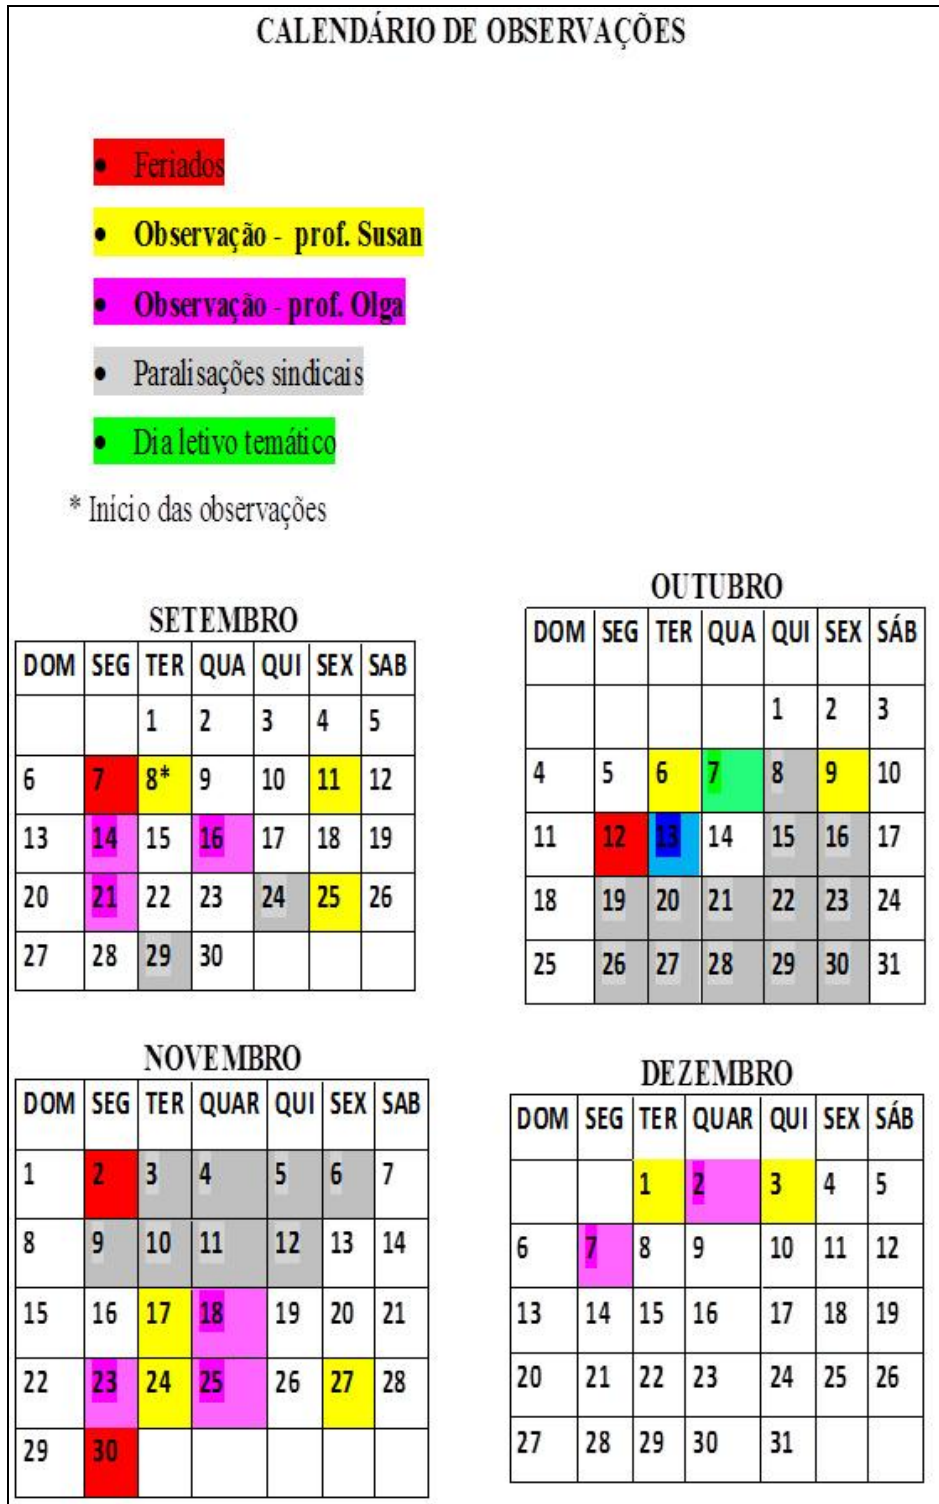 CALENDÁRIO DE OBSERVAÇÕES
• Feriados
• Observação - prof. Susan
• Observação - prof. Olga
• Paralisações sindicais
• Dia letivo temático
* Início das observações
SETEMBRO
DOM SEG TER QUA QUI SEX SAB
1 2 3 4 5
6 7 8* 9 10 11 12
13 14 15 16 17 18 19
20 21 22 23 24 25 26
27 28 29 30
OUTUBRO
DOM SEG TER QUA QUI SEX SÁB
1 2 3
4 5 6 7 8 9 10
11 12 13 14 15 16 17
18 19 20 21 22 23 24
25 26 27 28 29 30 31
NOVEMBRO
DOM SEG TER QUAR QUI SEX SAB
1 2 3 4 5 6 7
8 9 10 11 12 13 14
15 16 17 18 19 20 21
22 23 24 25 26 27 28
29 30
DEZEMBRO
DOM SEG TER QUAR QUI SEX SÁB
1 2 3 4 5
6 7 8 9 10 11 12
13 14 15 16 17 18 19
20 21 22 23 24 25 26
27 28 29 30 31